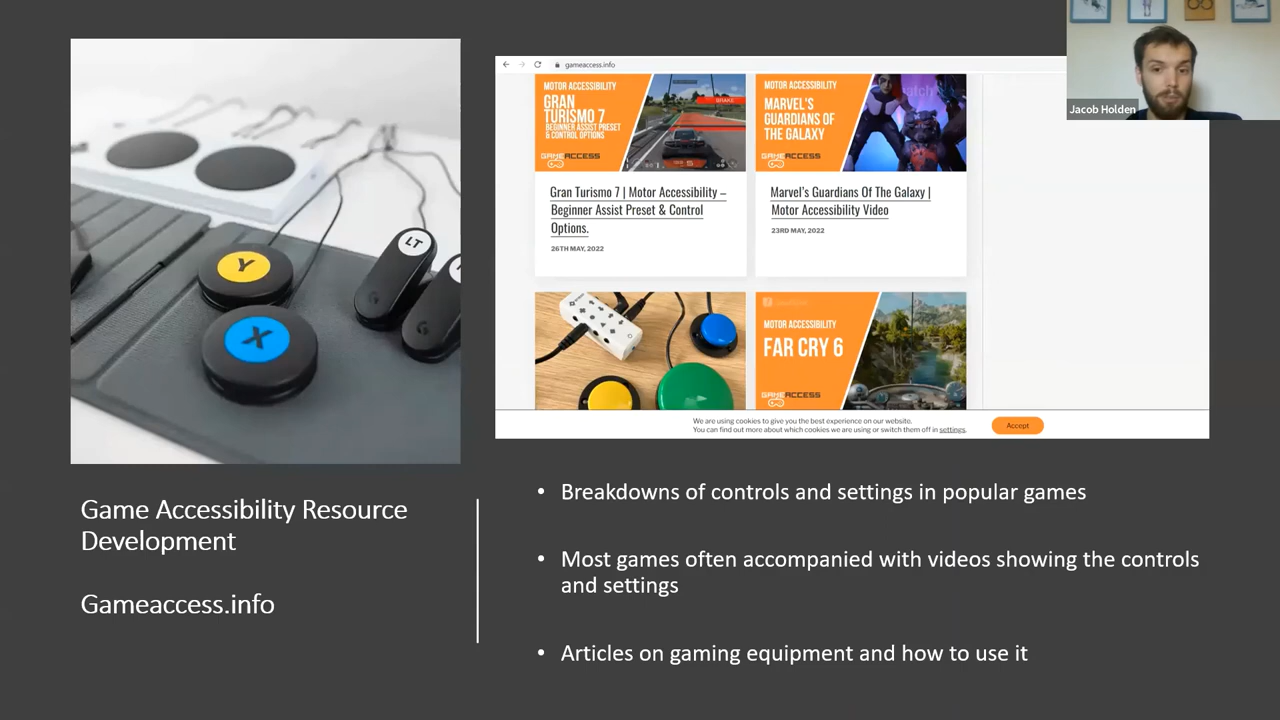 Jacob Holden
LT
Y
X
gameaccess.info
MOTOR ACCESSIBILITY
GRAN
TURISMO 7
BEGINNER ASSIST PRESET
& CONTROL OPTIONS
GAMEACCESS
BRAKE
Gran Turismo 7 | Motor Accessibility –
Beginner Assist Preset & Control
Options.
26TH MAY, 2022
MOTOR ACCESSIBILITY
MARVEL'S
GUARDIANS OF
THE GALAXY
GAMEACCESS
Marvel's Guardians Of The Galaxy |
Motor Accessibility Video
23RD MAY, 2022
MOTOR ACCESSIBILITY
FAR CRY 6
GAMEACCESS
We are using cookies to give you the best experience on our website.
You can find out more about which cookies we are using or switch them off in settings.
Accept
Game Accessibility Resource
Development
Gameaccess.info
• Breakdowns of controls and settings in popular games
• Most games often accompanied with videos showing the controls
and settings
• Articles on gaming equipment and how to use it